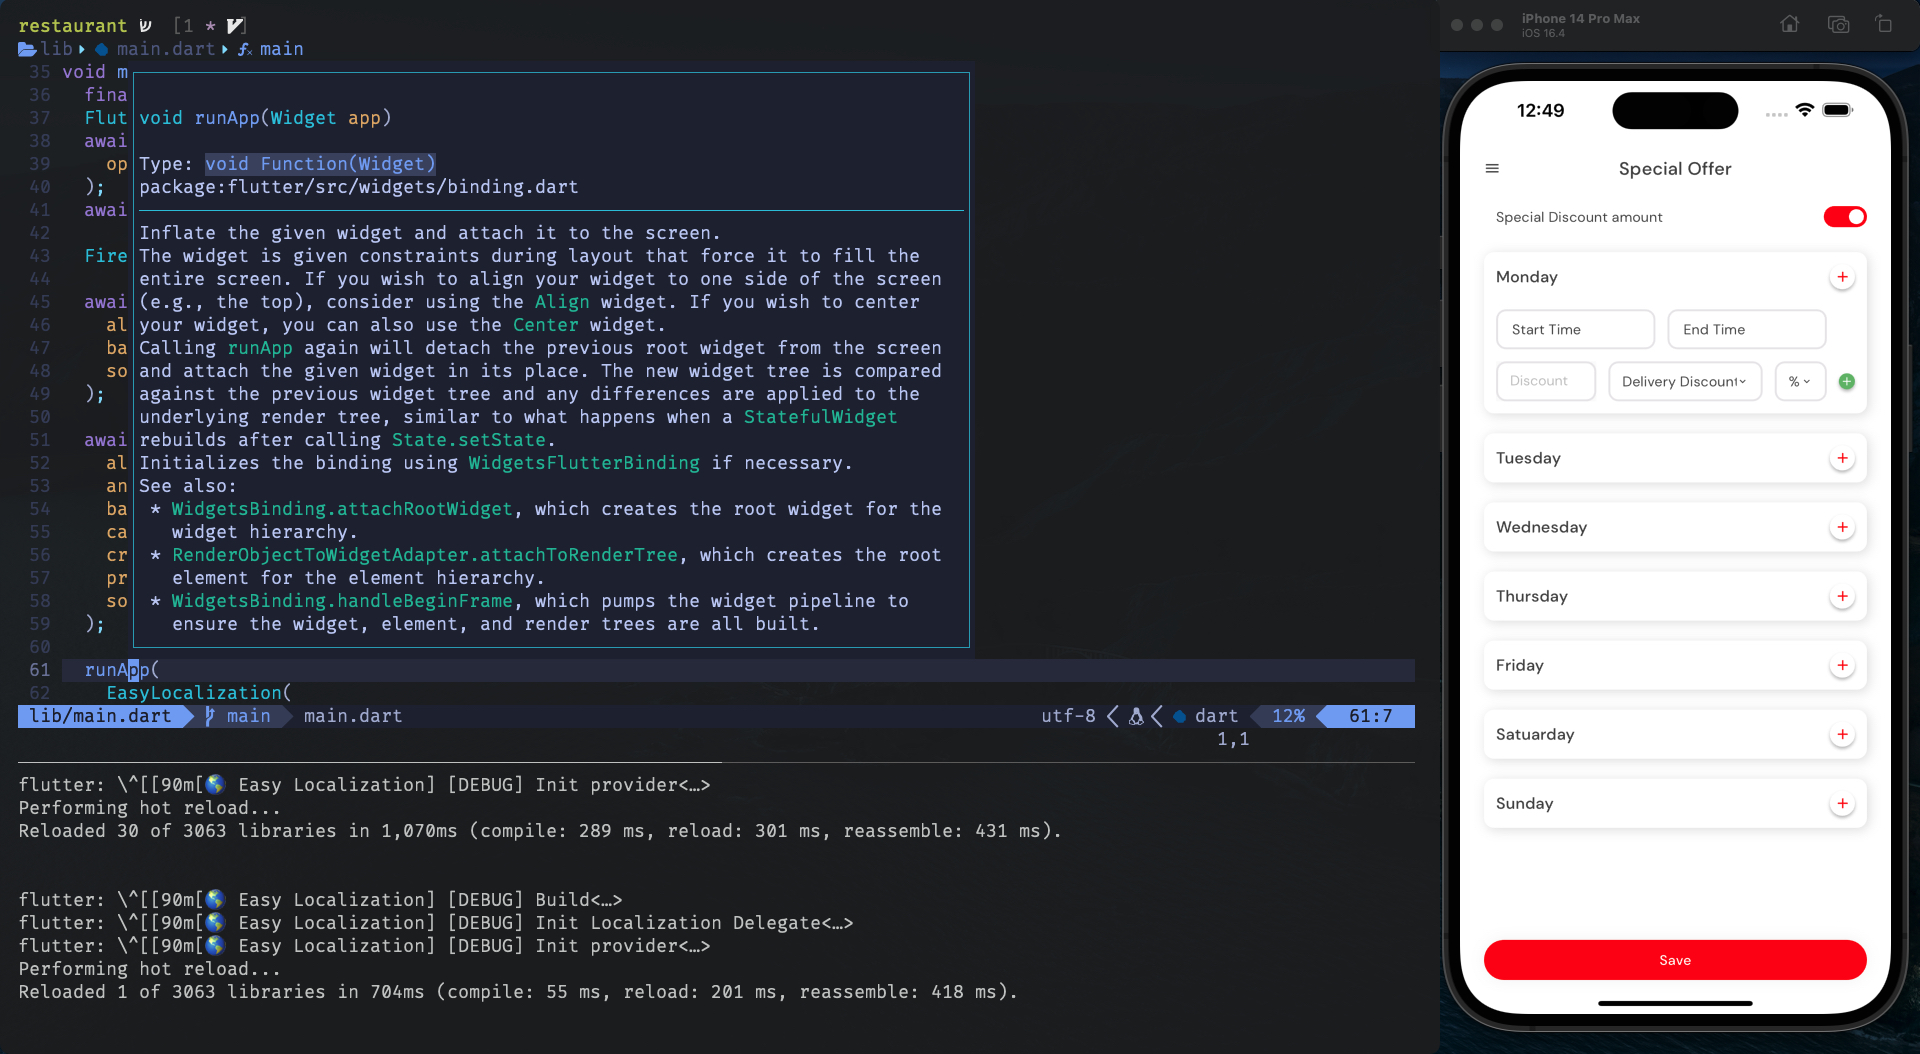 restaurant ש [1 * V]
lib main.dart fx main
35 void m
36 fina
37 Flut
38 awai
39 op
40 );
41 awai
42
43 Fire
44
45 awai
46 al
47 ba
48 so
49 );
50
51 awai
52 al
53 an
54 ba
55 ca
56 cr
57 pr
58 so
59 );
60
61 runApp(
62 EasyLocalization(
void runApp(Widget app)
Type: void Function(Widget)
package:flutter/src/widgets/binding.dart
Inflate the given widget and attach it to the screen.
The widget is given constraints during layout that force it to fill the
entire screen. If you wish to align your widget to one side of the screen
(e.g., the top), consider using the Align widget. If you wish to center
your widget, you can also use the Center widget.
Calling runApp again will detach the previous root widget from the screen
and attach the given widget in its place. The new widget tree is compared
against the previous widget tree and any differences are applied to the
underlying render tree, similar to what happens when a StatefulWidget
rebuilds after calling State.setState.
Initializes the binding using WidgetsFlutterBinding if necessary.
See also:
* WidgetsBinding.attachRootWidget, which creates the root widget for the
widget hierarchy.
* RenderObjectToWidgetAdapter.attachToRenderTree, which creates the root
element for the element hierarchy.
* WidgetsBinding.handleBeginFrame, which pumps the widget pipeline to
ensure the widget, element, and render trees are all built.
lib/main.dart main main.dart utf-8 dart 12% 61:7
1,1
flutter: \^[[90m[🌎 Easy Localization] [DEBUG] Init provider<…>
Performing hot reload...
Reloaded 30 of 3063 libraries in 1,070ms (compile: 289 ms, reload: 301 ms, reassemble: 431 ms).
flutter: \^[[90m[🌎 Easy Localization] [DEBUG] Build<…>
flutter: \^[[90m[🌎 Easy Localization] [DEBUG] Init Localization Delegate<…>
flutter: \^[[90m[🌎 Easy Localization] [DEBUG] Init provider<…>
Performing hot reload...
Reloaded 1 of 3063 libraries in 704ms (compile: 55 ms, reload: 201 ms, reassemble: 418 ms).
iPhone 14 Pro Max
iOS 16.4
12:49
Special Offer
Special Discount amount
Monday +
Start Time End Time
Discount Delivery Discount %
Tuesday +
Wednesday +
Thursday +
Friday +
Satuarday +
Sunday +
Save